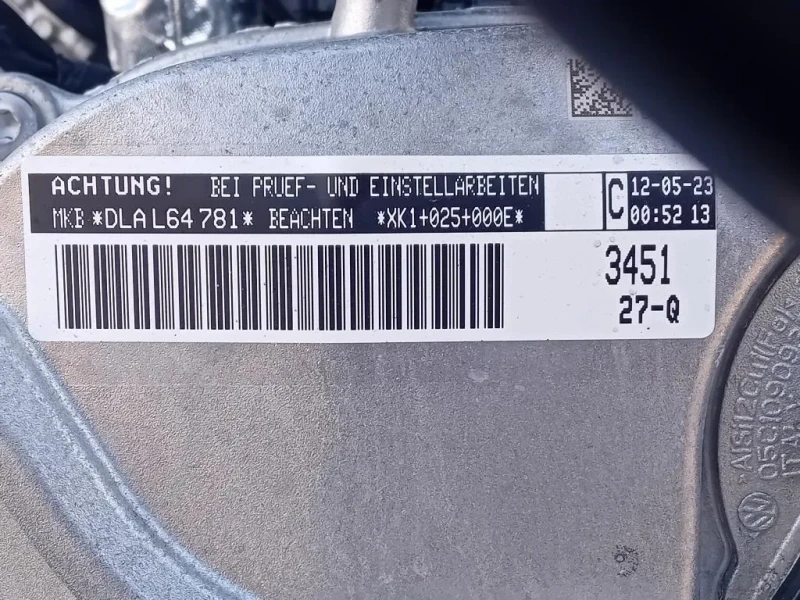 ACHTUNG! BEI PRUEF- UND EINSTELLARBEITEN
MKB *DLA L64 781* BEACHTEN *XK1+025+000E*
C
12-05-23
00:52 13
3451
27-Q